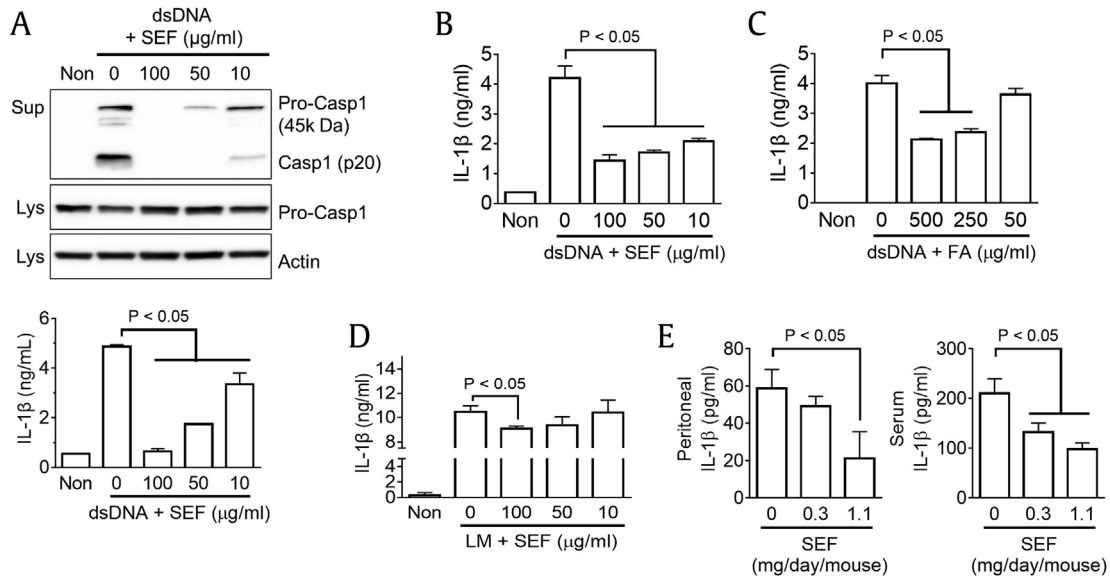 A
dsDNA
+ SEF (µg/ml)
Non 0 100 50 10
Sup
Pro-Casp1
(45k Da)
Casp1 (p20)
Lys
Pro-Casp1
Lys
Actin
P < 0.05
IL-1β (ng/mL)
6
4
2
0
Non 0 100 50 10
dsDNA + SEF (µg/ml)
B
P < 0.05
IL-1β (ng/ml)
5
4
3
2
1
0
Non 0 100 50 10
dsDNA + SEF (µg/ml)
C
P < 0.05
IL-1β (ng/ml)
5
4
3
2
1
0
Non 0 500 250 50
dsDNA + FA (µg/ml)
D
P < 0.05
IL-1β (ng/ml)
14
12
10
8
4
2
0
Non 0 100 50 10
LM + SEF (µg/ml)
E
P < 0.05
Peritoneal
IL-1β (pg/ml)
80
60
40
20
0
0 0.3 1.1
SEF
(mg/day/mouse)
P < 0.05
Serum
IL-1β (pg/ml)
300
200
100
0
0 0.3 1.1
SEF
(mg/day/mouse)